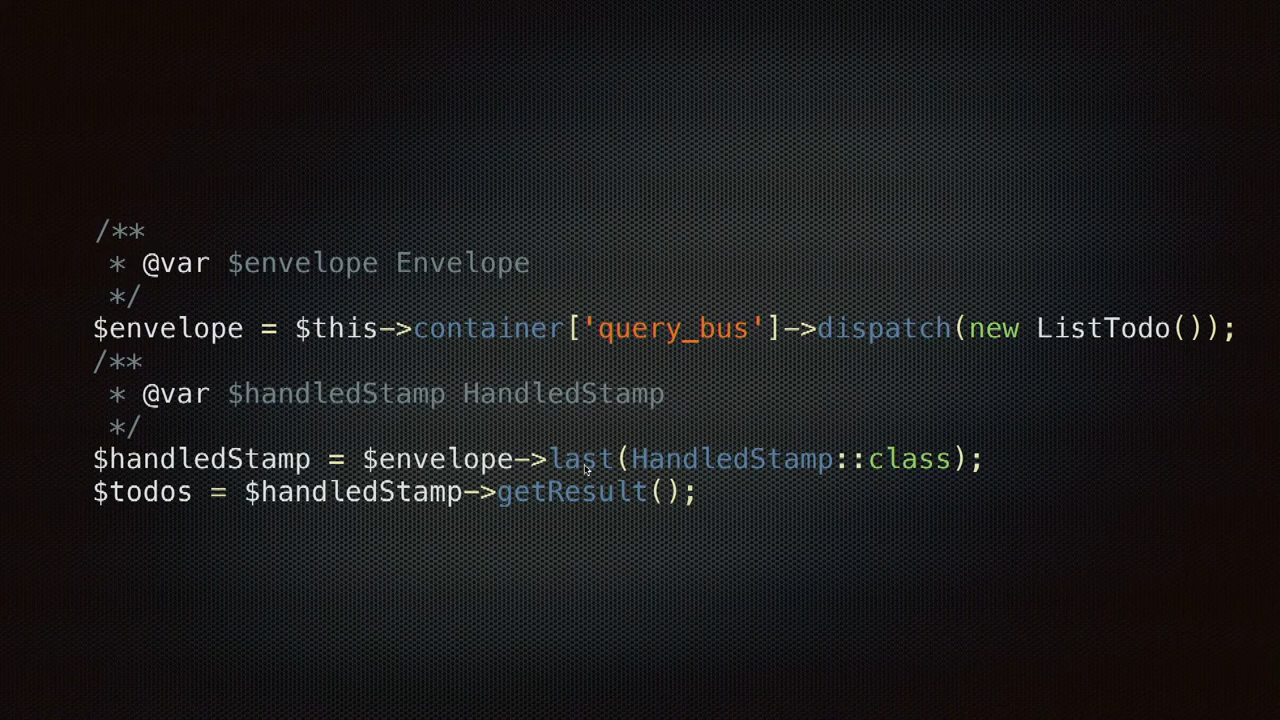 /**
 * @var $envelope Envelope
 */
$envelope = $this->container['query_bus']->dispatch(new ListTodo());
/**
 * @var $handledStamp HandledStamp
 */
$handledStamp = $envelope->last(HandledStamp::class);
$todos = $handledStamp->getResult();